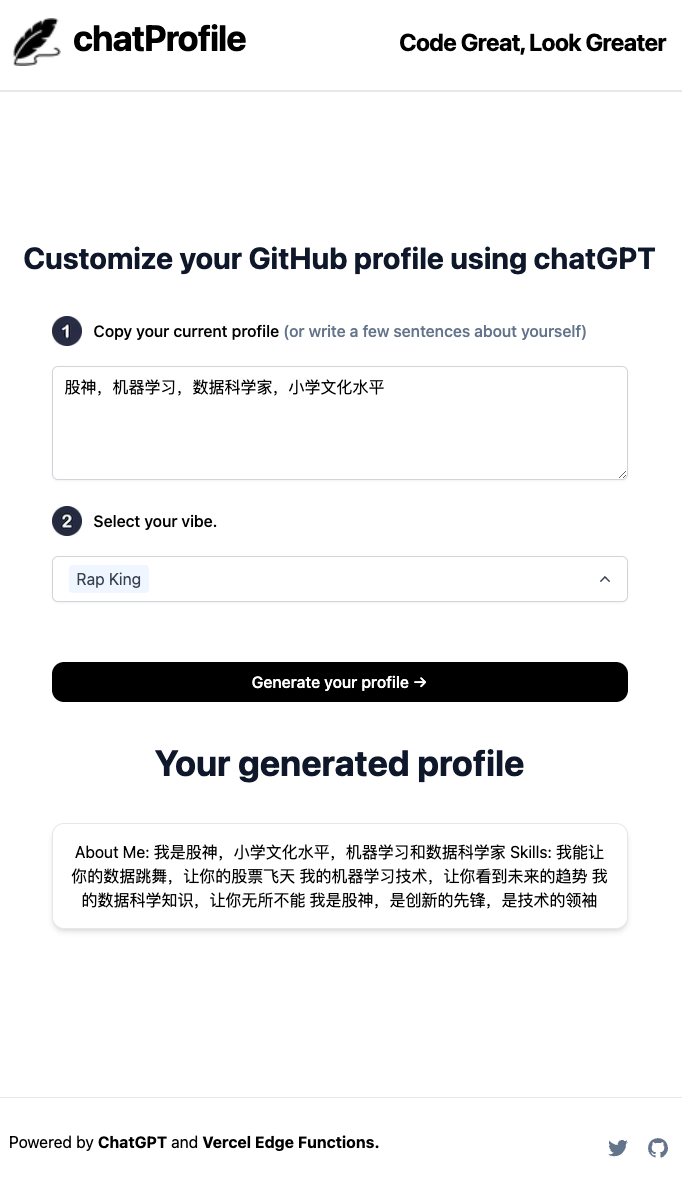 chatProfile
Code Great, Look Greater
Customize your GitHub profile using chatGPT
1 Copy your current profile (or write a few sentences about yourself)
股神，机器学习，数据科学家，小学文化水平
2 Select your vibe.
Rap King
Generate your profile →
Your generated profile
About Me: 我是股神，小学文化水平，机器学习和数据科学家 Skills: 我能让
你的数据跳舞，让你的股票飞天 我的机器学习技术，让你看到未来的趋势 我
的数据科学知识，让你无所不能 我是股神，是创新的先锋，是技术的领袖
Powered by ChatGPT and Vercel Edge Functions.